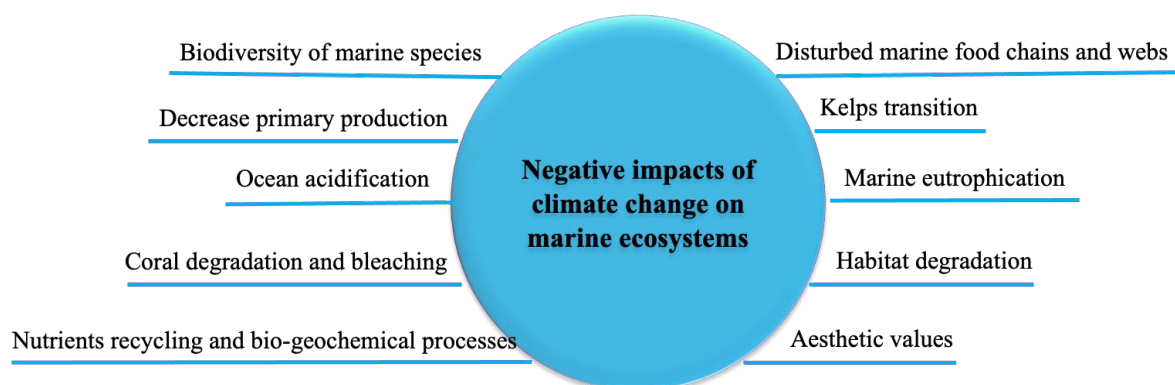 Biodiversity of marine species
Decrease primary production
Ocean acidification
Coral degradation and bleaching
Nutrients recycling and bio-geochemical processes
Negative impacts of
climate change on
marine ecosystems
Disturbed marine food chains and webs
Kelps transition
Marine eutrophication
Habitat degradation
Aesthetic values